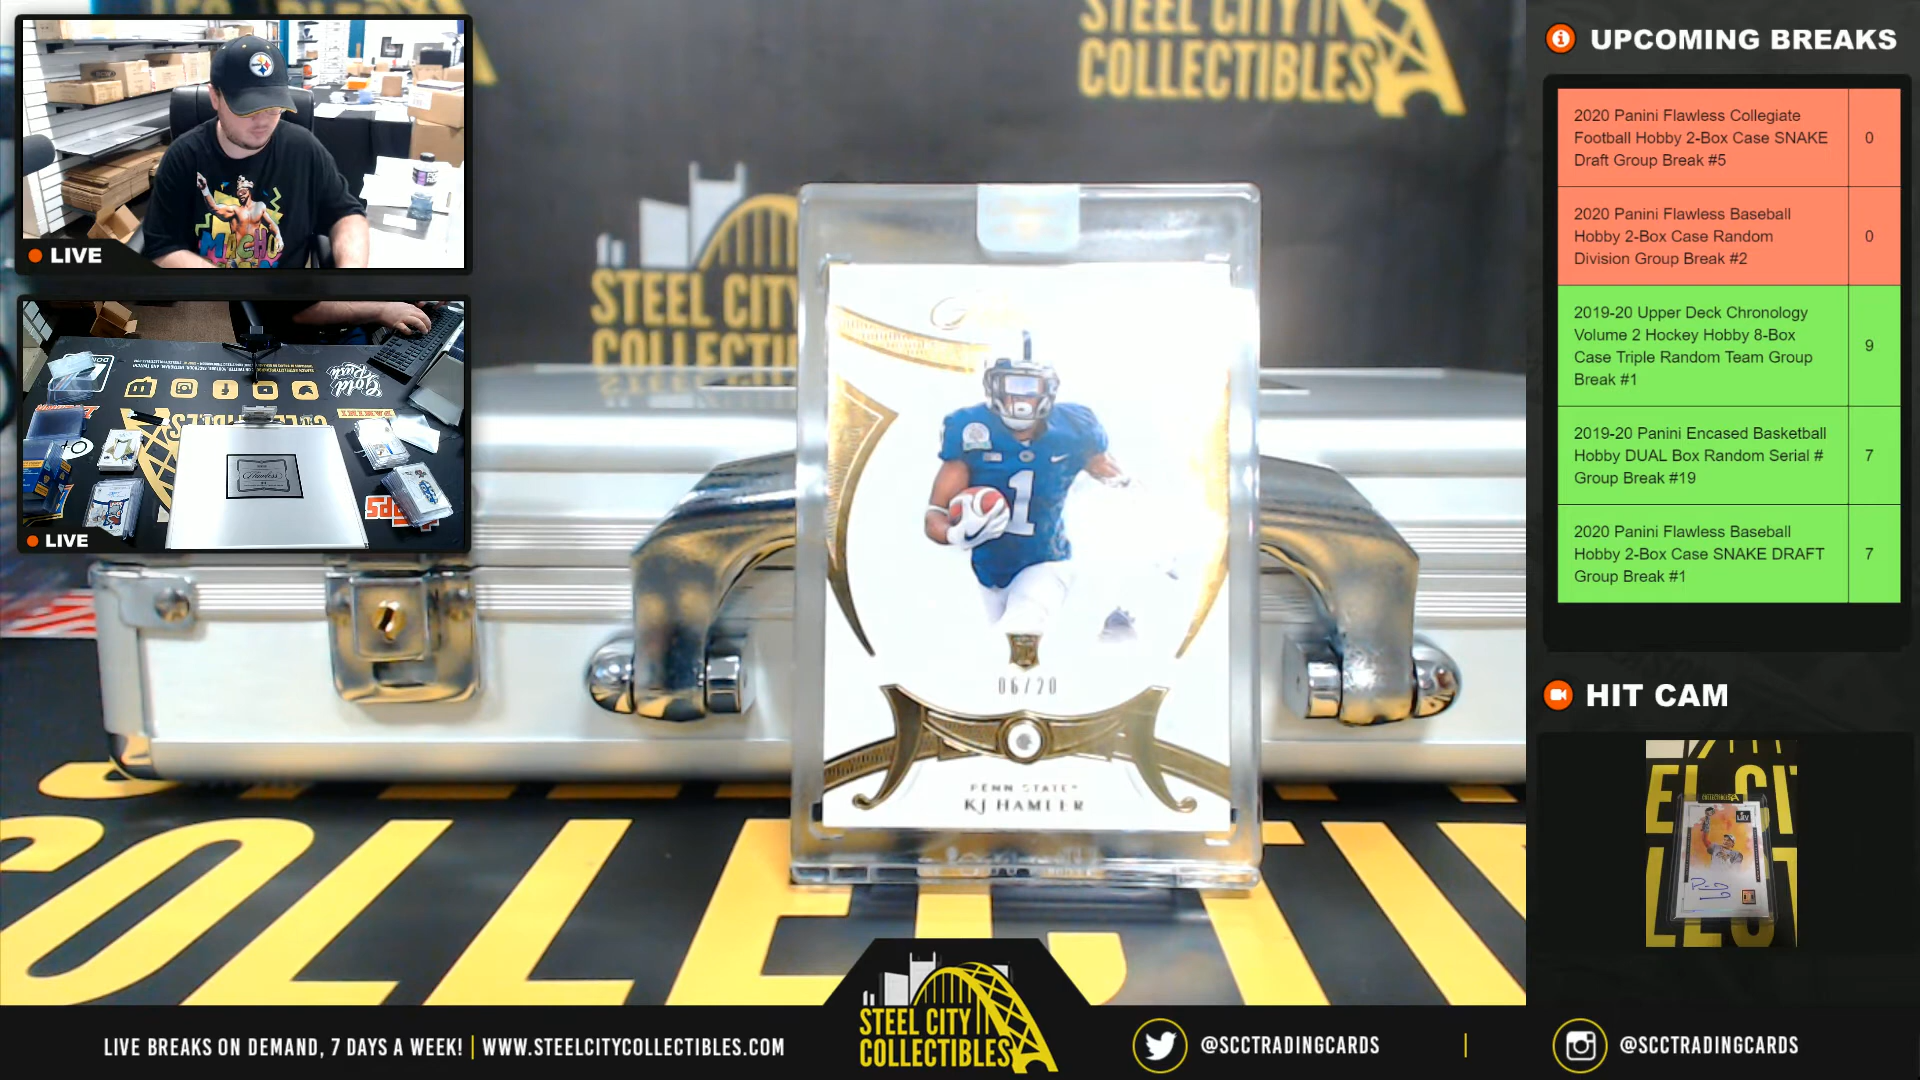 STEEL CITY
COLLECTIBLES
LIVE
LIVE
STEEL CITY
COLLECTIBLES
1
06/20
PENN STATE
KJ HAMLER
COLLECTI
UPCOMING BREAKS
2020 Panini Flawless Collegiate
Football Hobby 2-Box Case SNAKE
Draft Group Break #5
0
2020 Panini Flawless Baseball
Hobby 2-Box Case Random
Division Group Break #2
0
2019-20 Upper Deck Chronology
Volume 2 Hockey Hobby 8-Box
Case Triple Random Team Group
Break #1
9
2019-20 Panini Encased Basketball
Hobby DUAL Box Random Serial #
Group Break #19
7
2020 Panini Flawless Baseball
Hobby 2-Box Case SNAKE DRAFT
Group Break #1
7
HIT CAM
LIVE BREAKS ON DEMAND, 7 DAYS A WEEK! | WWW.STEELCITYCOLLECTIBLES.COM
STEEL CITY
COLLECTIBLES
@SCCTRADINGCARDS
|
@SCCTRADINGCARDS